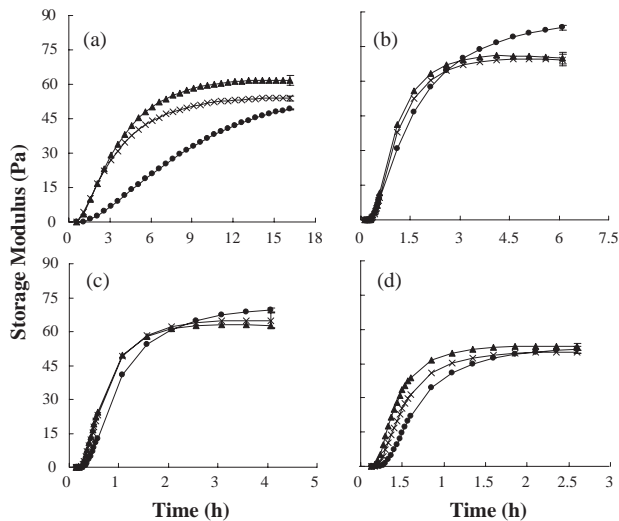 90
75
60
45
30
15
0
(a)
0 3 6 9 12 15 18
(b)
0 1.5 3 4.5 6 7.5
Storage Modulus (Pa)
90
75
60
45
30
15
0
(c)
0 1 2 3 4 5
Time (h)
(d)
0 1.5 1 1.5 2 2.5 3
Time (h)